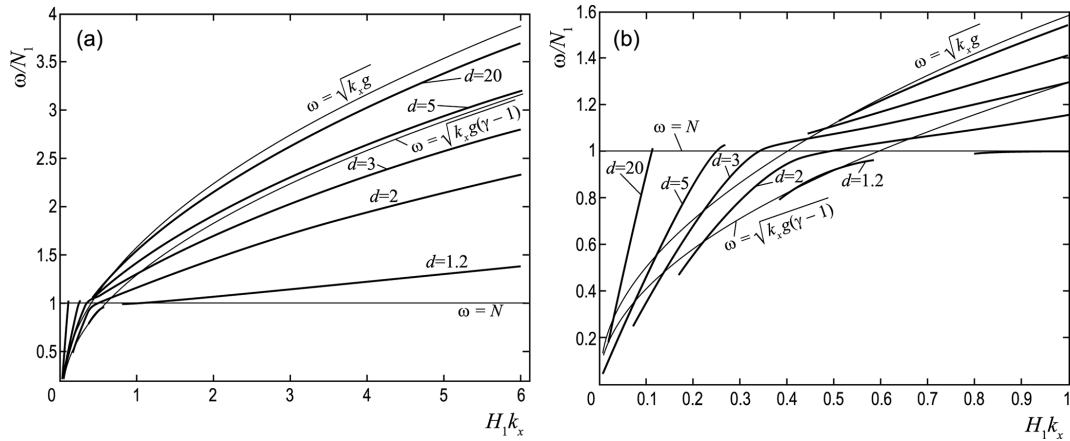 (a)
ω/N₁
4
3.5
3
2.5
2
1.5
1
0.5
0
1
2
3
4
5
6
H₁kₓ
ω = √kₓg
d=20
d=5
ω = √kₓg(γ – 1)
d=3
d=2
d=1.2
ω = N
(b)
ω/N₁
1.6
1.4
1.2
1
0.8
0.6
0.4
0.2
0
0.1
0.2
0.3
0.4
0.5
0.6
0.7
0.8
0.9
1
H₁kₓ
ω = √kₓg
ω = N
d=20
d=5
d=3
d=2
d=1.2
ω = √kₓg(γ – 1)